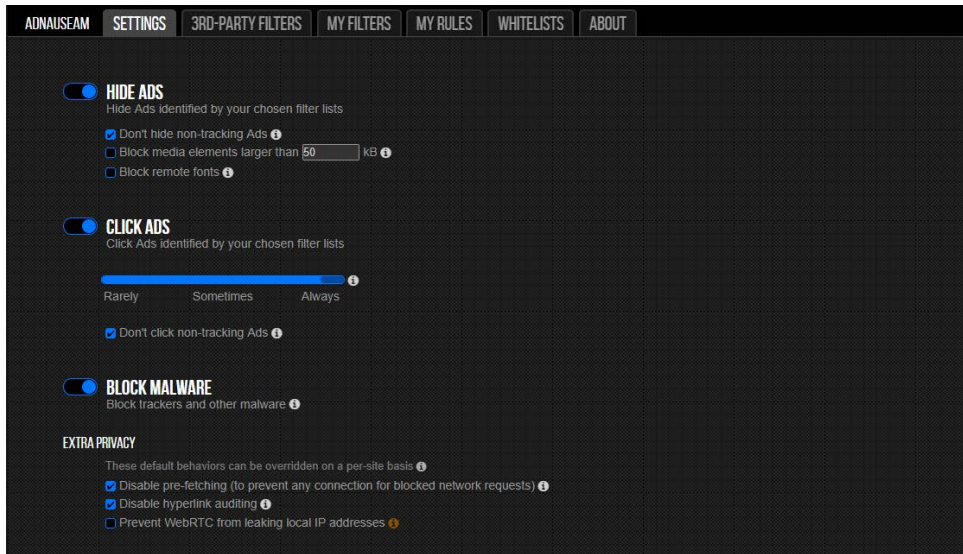 ADNAUSEAM SETTINGS 3RD-PARTY FILTERS MY FILTERS MY RULES WHITELISTS ABOUT
HIDE ADS
Hide Ads identified by your chosen filter lists
Don't hide non-tracking Ads
Block media elements larger than 50 kB
Block remote fonts
CLICK ADS
Click Ads identified by your chosen filter lists
Rarely Sometimes Always
Don't click non-tracking Ads
BLOCK MALWARE
Block trackers and other malware
EXTRA PRIVACY
These default behaviors can be overridden on a per-site basis
Disable pre-fetching (to prevent any connection for blocked network requests)
Disable hyperlink auditing
Prevent WebRTC from leaking local IP addresses